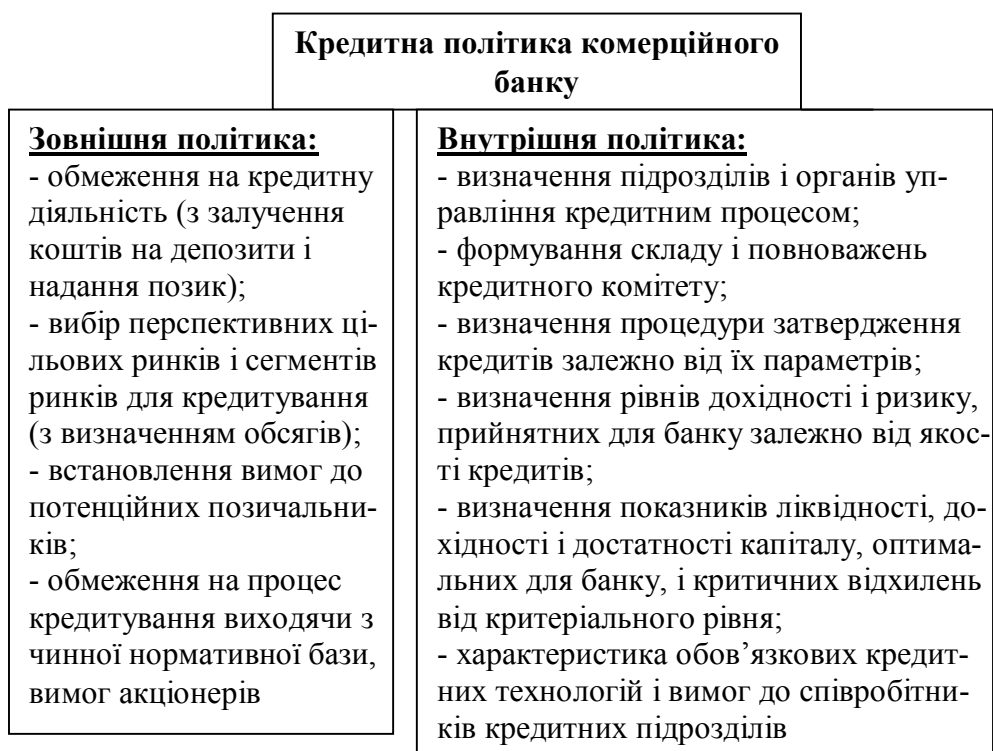 Кредитна політика комерційного
банку
Зовнішня політика:
- обмеження на кредитну
діяльність (з залучення
коштів на депозити і
надання позик);
- вибір перспективних ці-
льових ринків і сегментів
ринків для кредитування
(з визначенням обсягів);
- встановлення вимог до
потенційних позичальни-
ків;
- обмеження на процес
кредитування виходячи з
чинної нормативної бази,
вимог акціонерів
Внутрішня політика:
- визначення підрозділів і органів уп-
равління кредитним процесом;
- формування складу і повноважень
кредитного комітету;
- визначення процедури затвердження
кредитів залежно від їх параметрів;
- визначення рівнів дохідності і ризику,
прийнятних для банку залежно від якос-
ті кредитів;
- визначення показників ліквідності, до-
хідності і достатності капіталу, оптима-
льних для банку, і критичних відхилень
від критеріального рівня;
- характеристика обов’язкових кредит-
них технологій і вимог до співробітни-
ків кредитних підрозділів